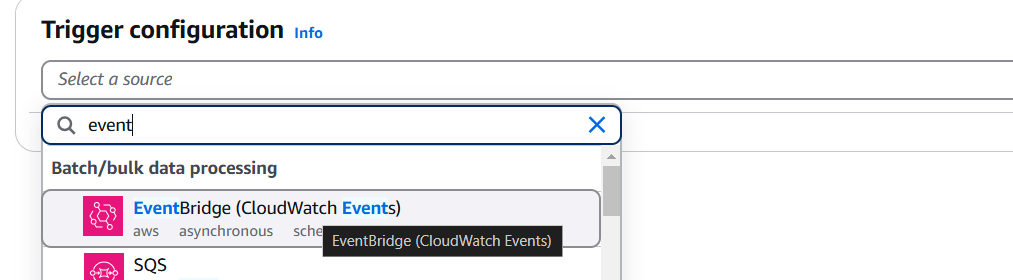 Trigger configuration Info
Select a source
event
Batch/bulk data processing
EventBridge (CloudWatch Events)
aws asynchronous
EventBridge (CloudWatch Events)
SQS